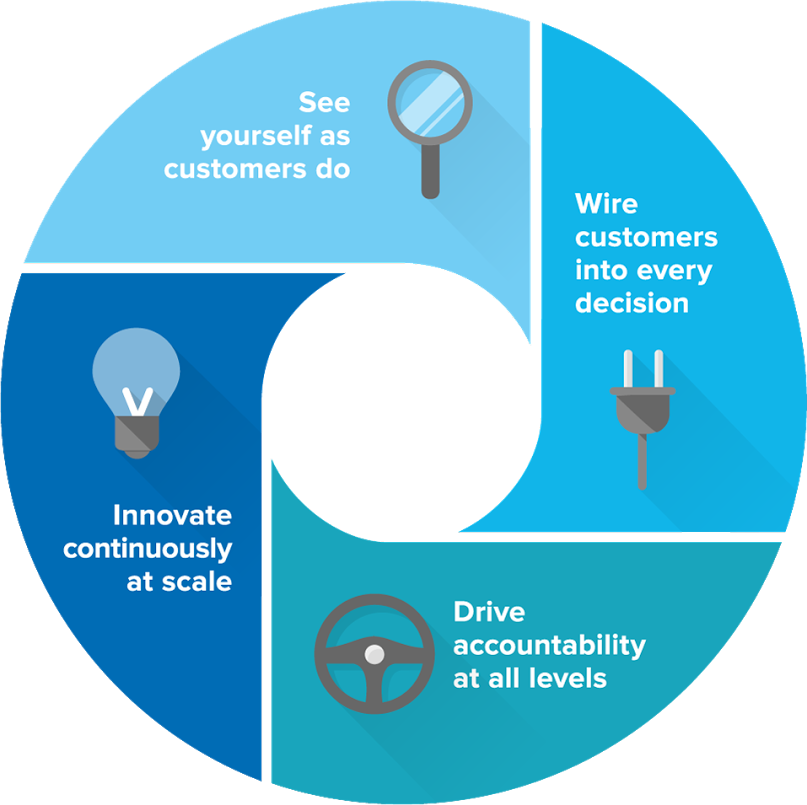 See
yourself as
customers do
Wire
customers
into every
decision
Drive
accountability
at all levels
Innovate
continuously
at scale